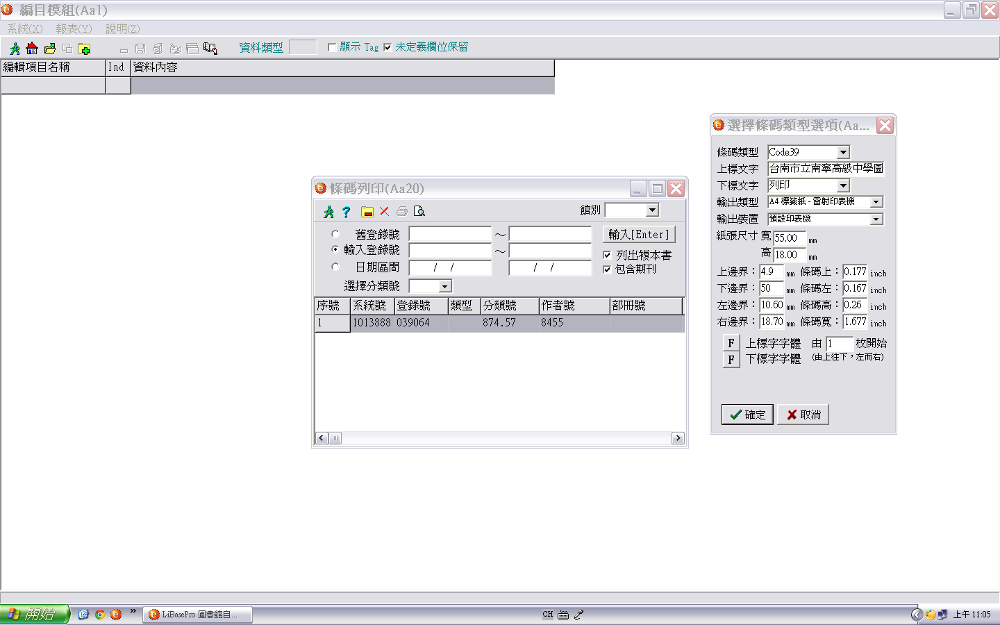 編目模組(Aa1)
系統(X) 報表(Y) 說明(Z)
資料類型 顯示 Tag 未定義欄位保留
編輯項目名稱 Ind 資料內容
條碼列印(Aa20)
館別
舊登錄號 ～ 輸入[Enter]
輸入登錄號 ～ 列出複本書
日期區間 / / / / 包含期刊
選擇分類號
序號 系統號 登錄號 類型 分類號 作者號 部冊號
1 1013888 039064 874.57 8455
選擇條碼類型選項(Aa...
條碼類型 Code39
上標文字 台南市立南寧高級中學圖
下標文字 列印
輸出類型 A4 標籤紙 - 雷射印表機
輸出裝置 預設印表機
紙張尺寸 寬 55.00 mm
高 18.00 mm
上邊界： 4.9 mm 條碼上： 0.177 inch
下邊界： 50 mm 條碼左： 0.167 inch
左邊界： 10.60 mm 條碼高： 0.26 inch
右邊界： 18.70 mm 條碼寬： 1.677 inch
F 上標字字體 由 1 枚開始
F 下標字字體 (由上往下，左而右)
確定 取消
開始 LiBasePro 圖書館自... CH 上午 11:05